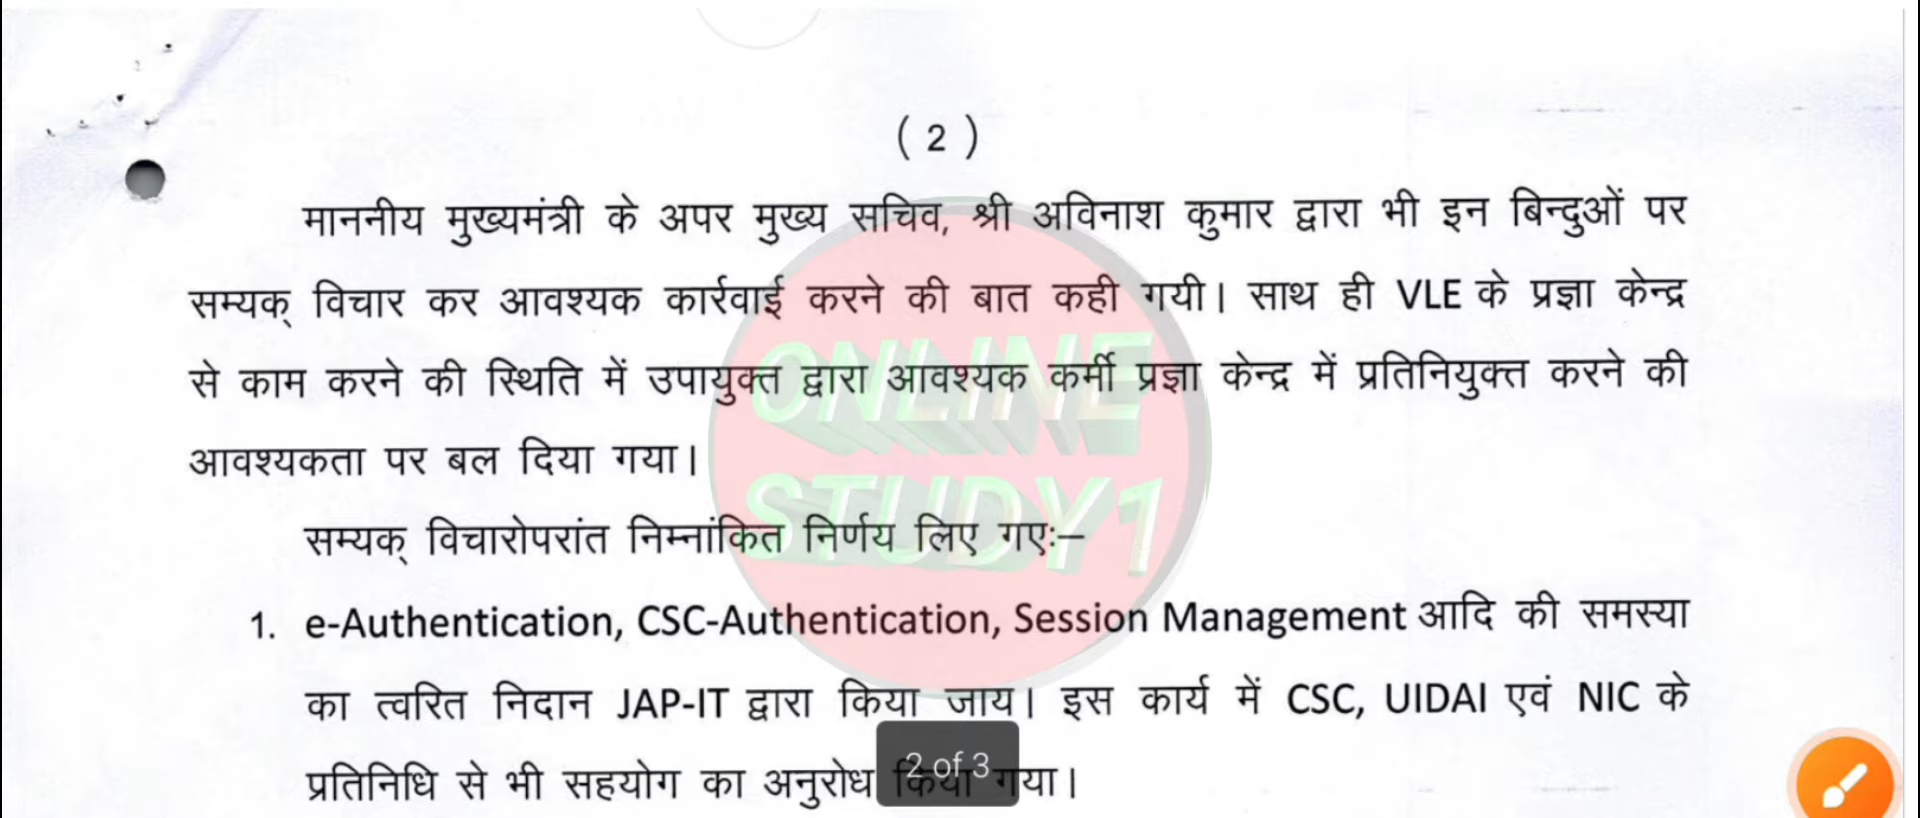 ( 2 )
माननीय मुख्यमंत्री के अपर मुख्य सचिव, श्री अविनाश कुमार द्वारा भी इन बिन्दुओं पर
सम्यक् विचार कर आवश्यक कार्रवाई करने की बात कही गयी। साथ ही VLE के प्रज्ञा केन्द्र
से काम करने की स्थिति में उपायुक्त द्वारा आवश्यक कर्मी प्रज्ञा केन्द्र में प्रतिनियुक्त करने की
आवश्यकता पर बल दिया गया।
ONLINE
STUDY1
सम्यक् विचारोपरांत निम्नांकित निर्णय लिए गएः–
1. e-Authentication, CSC-Authentication, Session Management आदि की समस्या
का त्वरित निदान JAP-IT द्वारा किया जाय। इस कार्य में CSC, UIDAI एवं NIC के
प्रतिनिधि से भी सहयोग का अनुरोध किया गया।
2 of 3